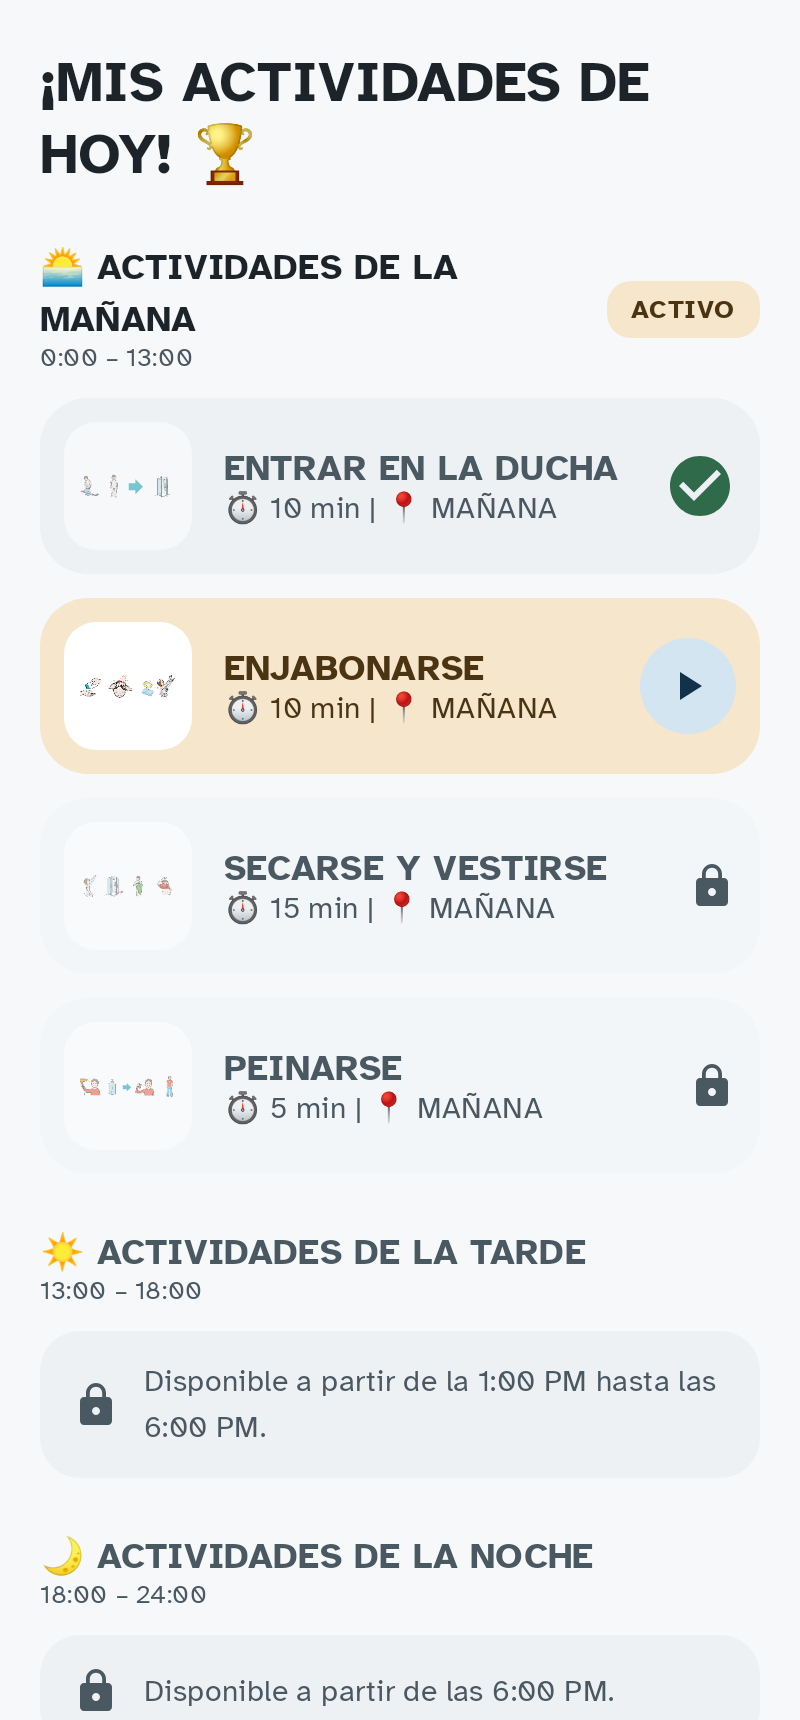 ¡MIS ACTIVIDADES DE
HOY! 🏆
🌅 ACTIVIDADES DE LA
MAÑANA
0:00 – 13:00
ACTIVO
ENTRAR EN LA DUCHA
⏱️ 10 min | 📍 MAÑANA
ENJABONARSE
⏱️ 10 min | 📍 MAÑANA
SECARSE Y VESTIRSE
⏱️ 15 min | 📍 MAÑANA
PEINARSE
⏱️ 5 min | 📍 MAÑANA
☀️ ACTIVIDADES DE LA TARDE
13:00 – 18:00
Disponible a partir de la 1:00 PM hasta las
6:00 PM.
🌙 ACTIVIDADES DE LA NOCHE
18:00 – 24:00
Disponible a partir de las 6:00 PM.